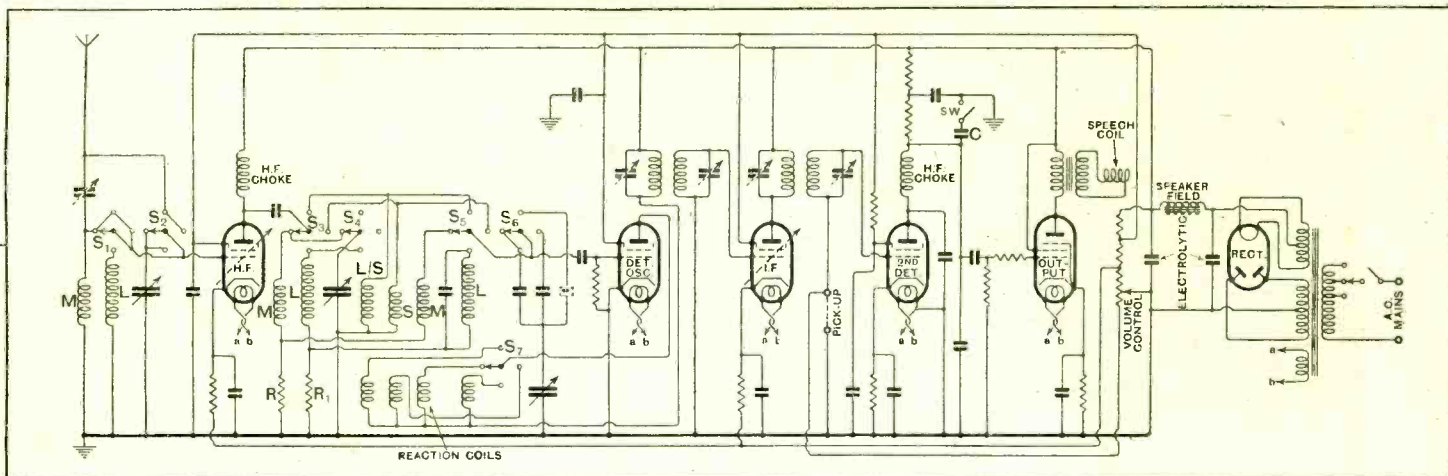 S1
S2
M
L
H.F.
a b
H.F.
CHOKE
S3
S4
M
L
L/S
S
R
R1
S5
S6
M
L
S7
REACTION COILS
DET.
OSC
a b
I.F.
a b
PICK-UP
SW
C
H.F.
CHOKE
2ND
DET.
a b
OUT-
PUT.
a b
SPEECH
COIL
SPEAKER
FIELD
VOLUME
CONTROL
ELECTROLYTIC
RECT.
a
b
A.C.
MAINS